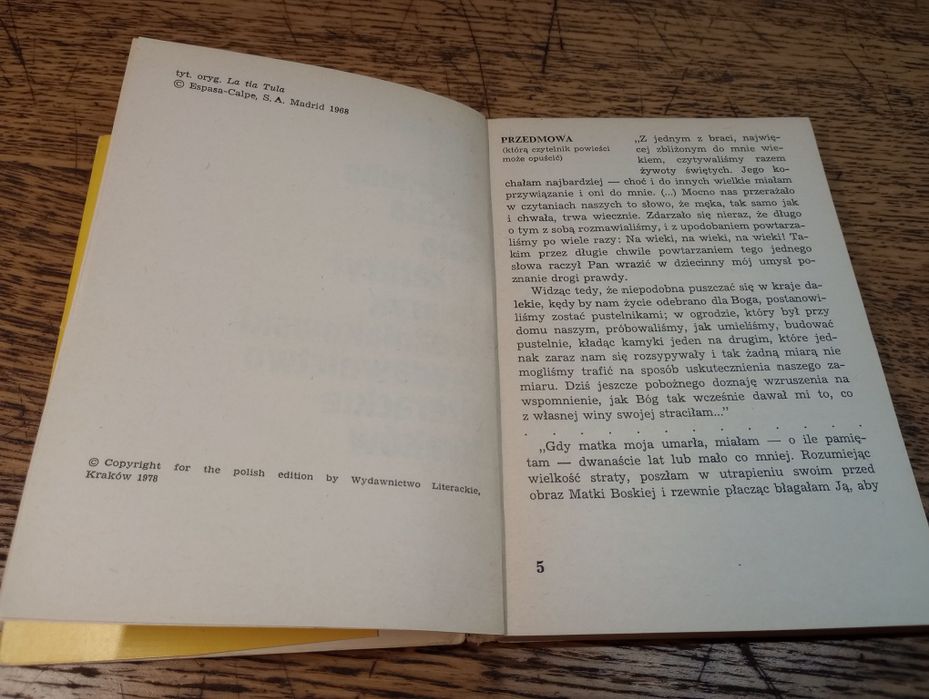 tyt. oryg. La tía Tula
© Espasa-Calpe, S. A. Madrid 1968
© Copyright for the polish edition by Wydawnictwo Literackie,
Kraków 1978
PRZEDMOWA
(którą czytelnik powieści
może opuścić)
„Z jednym z braci, najwię-
cej zbliżonym do mnie wie-
kiem, czytywaliśmy razem
żywoty świętych. Jego ko-
chałam najbardziej — choć i do innych wielkie miałam
przywiązanie i oni do mnie. (...) Mocno nas przerażało
w czytaniach naszych to słowo, że męka, tak samo jak
i chwała, trwa wiecznie. Zdarzało się nieraz, że długo
o tym z sobą rozmawialiśmy, i z upodobaniem powtarza-
liśmy po wiele razy: Na wieki, na wieki, na wieki! Ta-
kim przez długie chwile powtarzaniem tego jednego
słowa raczył Pan wrazić w dziecinny mój umysł po-
znanie drogi prawdy.
Widząc tedy, że niepodobna puszczać się w kraje da-
lekie, kędy by nam życie odebrano dla Boga, postanowi-
liśmy zostać pustelnikami; w ogrodzie, który był przy
domu naszym, próbowaliśmy, jak umieliśmy, budować
pustelnie, kładąc kamyki jeden na drugim, które jed-
nak zaraz nam się rozsypywały i tak żadną miarą nie
mogliśmy trafić na sposób uskutecznienia naszego za-
miaru. Dziś jeszcze pobożnego doznaję wzruszenia na
wspomnienie, jak Bóg tak wcześnie dawał mi to, co
z własnej winy swojej straciłam..."
. . . . . . . . . . . . . . . .
„Gdy matka moja umarła, miałam — o ile pamię-
tam — dwanaście lat lub mało co mniej. Rozumiejąc
wielkość straty, poszłam w utrapieniu swoim przed
obraz Matki Boskiej i rzewnie płacząc błagałam Ją, aby
5